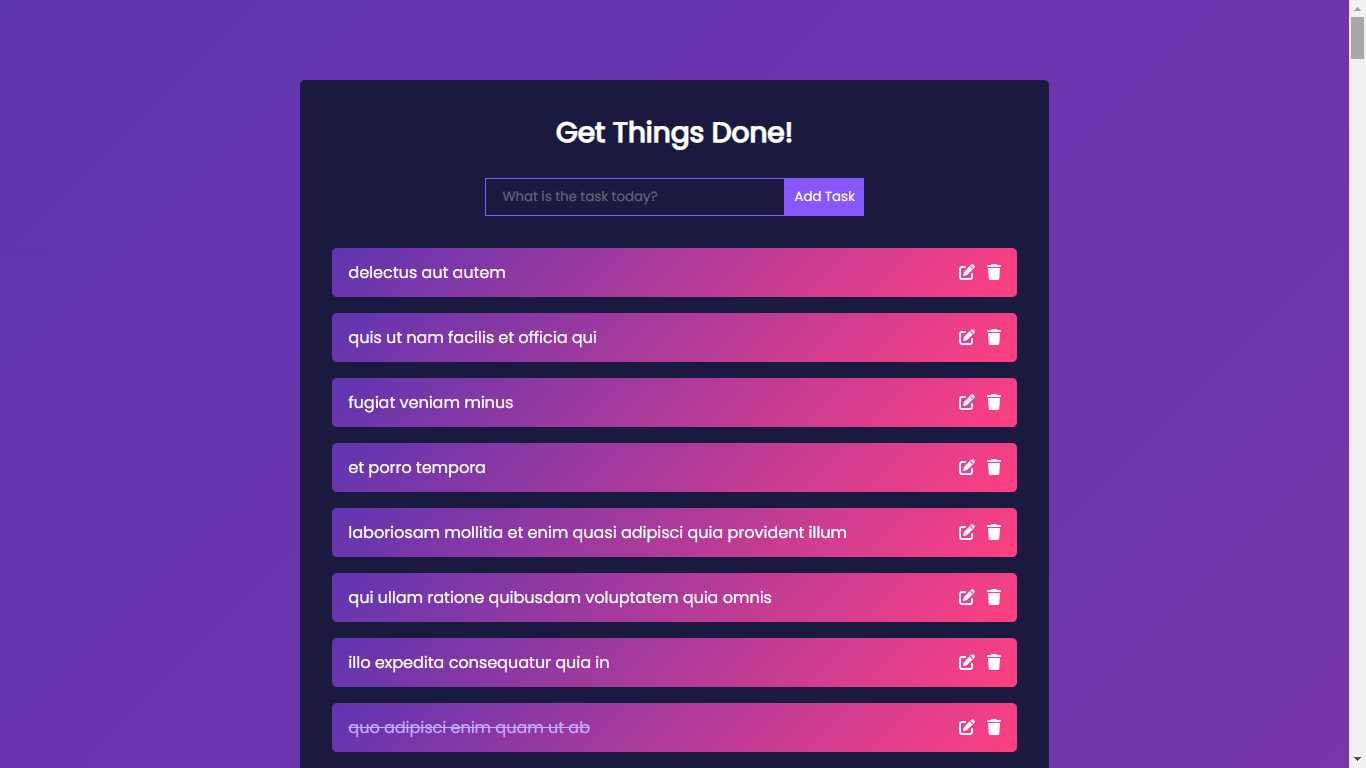 Get Things Done!
What is the task today?
Add Task
delectus aut autem
quis ut nam facilis et officia qui
fugiat veniam minus
et porro tempora
laboriosam mollitia et enim quasi adipisci quia provident illum
qui ullam ratione quibusdam voluptatem quia omnis
illo expedita consequatur quia in
quo adipisci enim quam ut ab